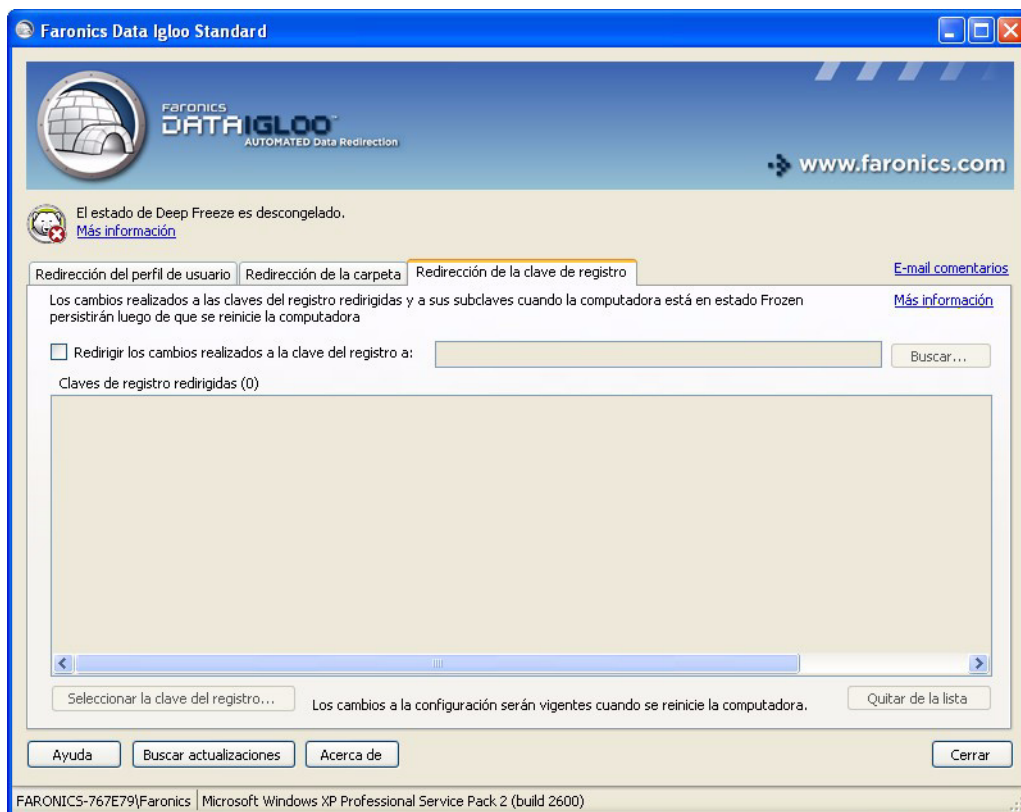 Faronics Data Igloo Standard
FARONICS
DATAIGLOO™
AUTOMATED Data Redirection
www.faronics.com
El estado de Deep Freeze es descongelado.
Más información
Redirección del perfil de usuario
Redirección de la carpeta
Redirección de la clave de registro
E-mail comentarios
Los cambios realizados a las claves del registro redirigidas y a sus subclaves cuando la computadora está en estado Frozen
persistirán luego de que se reinicie la computadora
Más información
Redirigir los cambios realizados a la clave del registro a:
Buscar...
Claves de registro redirigidas (0)
Seleccionar la clave del registro...
Los cambios a la configuración serán vigentes cuando se reinicie la computadora.
Quitar de la lista
Ayuda
Buscar actualizaciones
Acerca de
Cerrar
FARONICS-767E79\Faronics
Microsoft Windows XP Professional Service Pack 2 (build 2600)